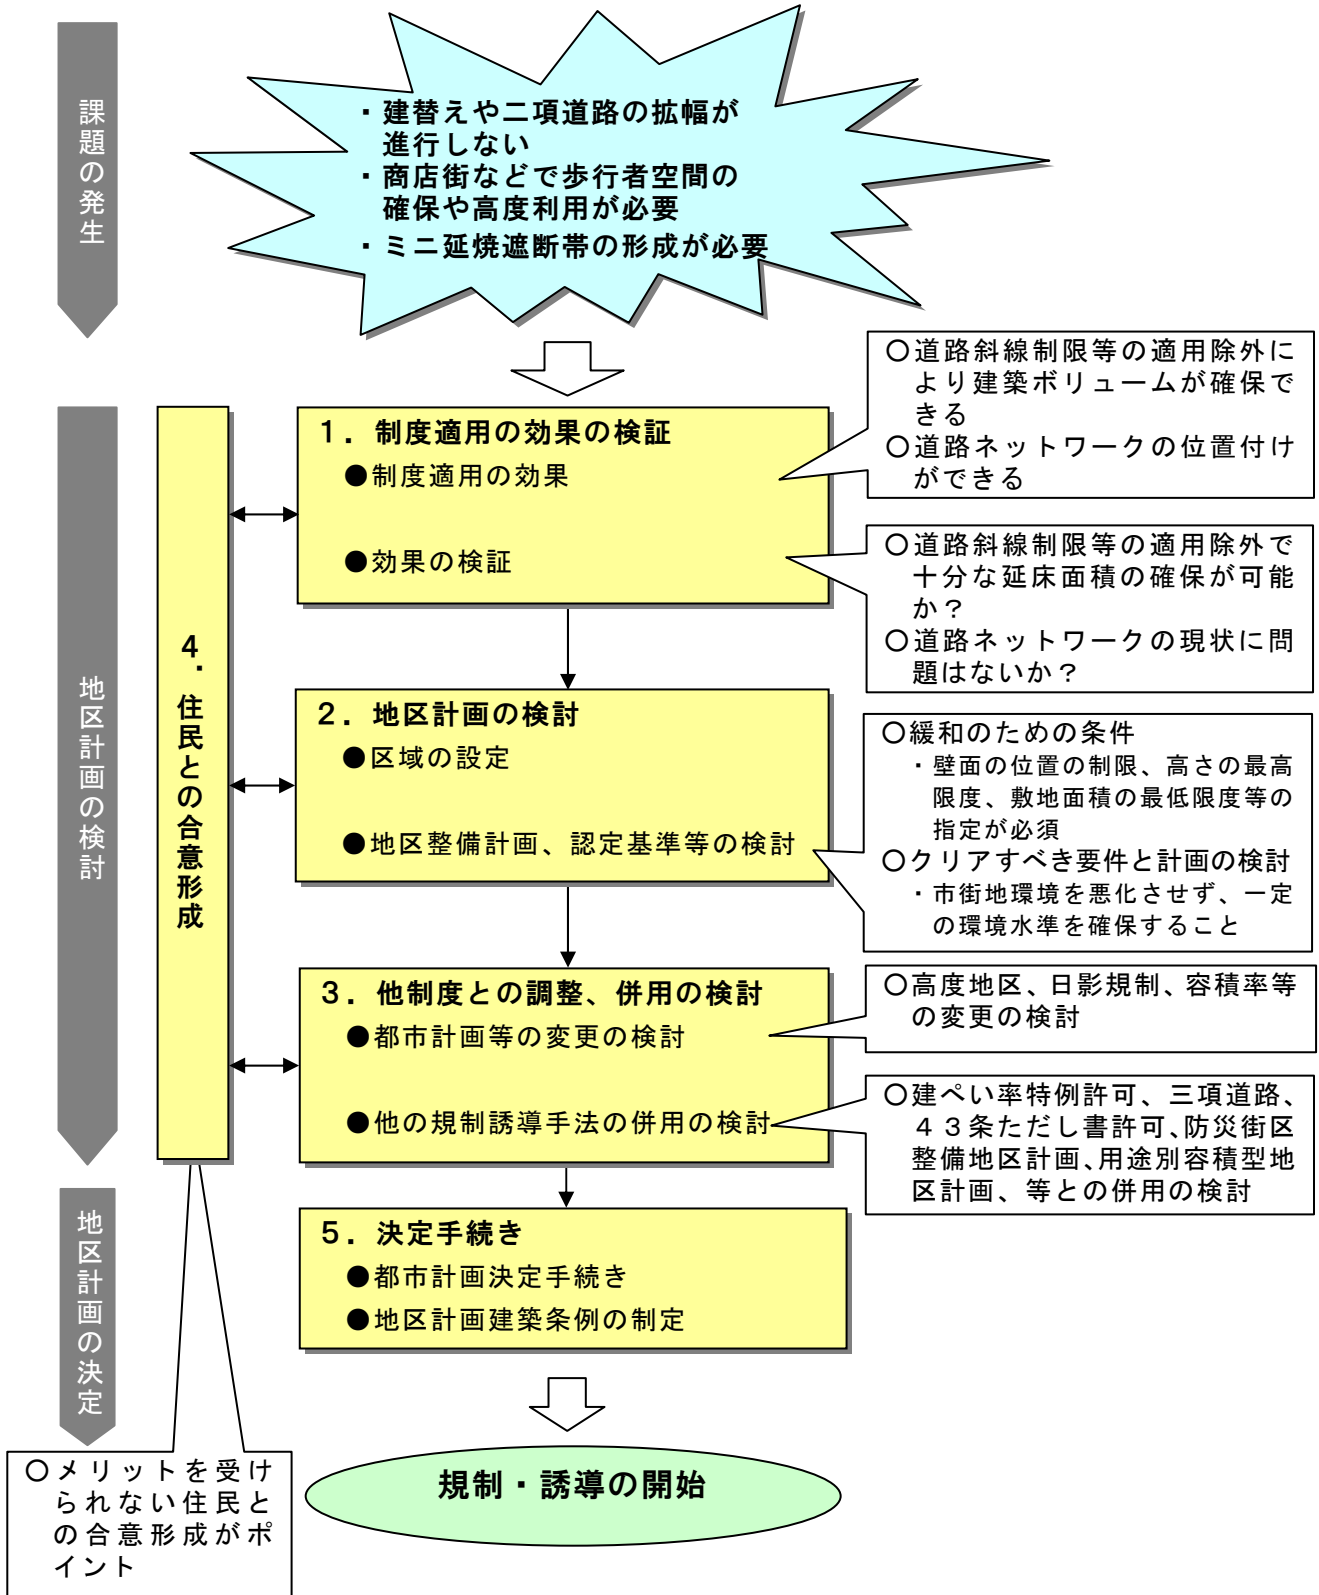 課題の発生
・建替えや二項道路の拡幅が
進行しない
・商店街などで歩行者空間の
確保や高度利用が必要
・ミニ延焼遮断帯の形成が必要
地区計画の検討
4．住民との合意形成
１．制度適用の効果の検証
●制度適用の効果
●効果の検証
〇道路斜線制限等の適用除外に
より建築ボリュームが確保で
きる
〇道路ネットワークの位置付け
ができる
〇道路斜線制限等の適用除外で
十分な延床面積の確保が可能
か？
〇道路ネットワークの現状に問
題はないか？
２．地区計画の検討
●区域の設定
●地区整備計画、認定基準等の検討
〇緩和のための条件
・壁面の位置の制限、高さの最高
限度、敷地面積の最低限度等の
指定が必須
〇クリアすべき要件と計画の検討
・市街地環境を悪化させず、一定
の環境水準を確保すること
３．他制度との調整、併用の検討
●都市計画等の変更の検討
●他の規制誘導手法の併用の検討
〇高度地区、日影規制、容積率等
の変更の検討
〇建ぺい率特例許可、三項道路、
４３条ただし書許可、防災街区
整備地区計画、用途別容積型地
区計画、等との併用の検討
地区計画の決定
５．決定手続き
●都市計画決定手続き
●地区計画建築条例の制定
〇メリットを受け
られない住民と
の合意形成がポ
イント
規制・誘導の開始